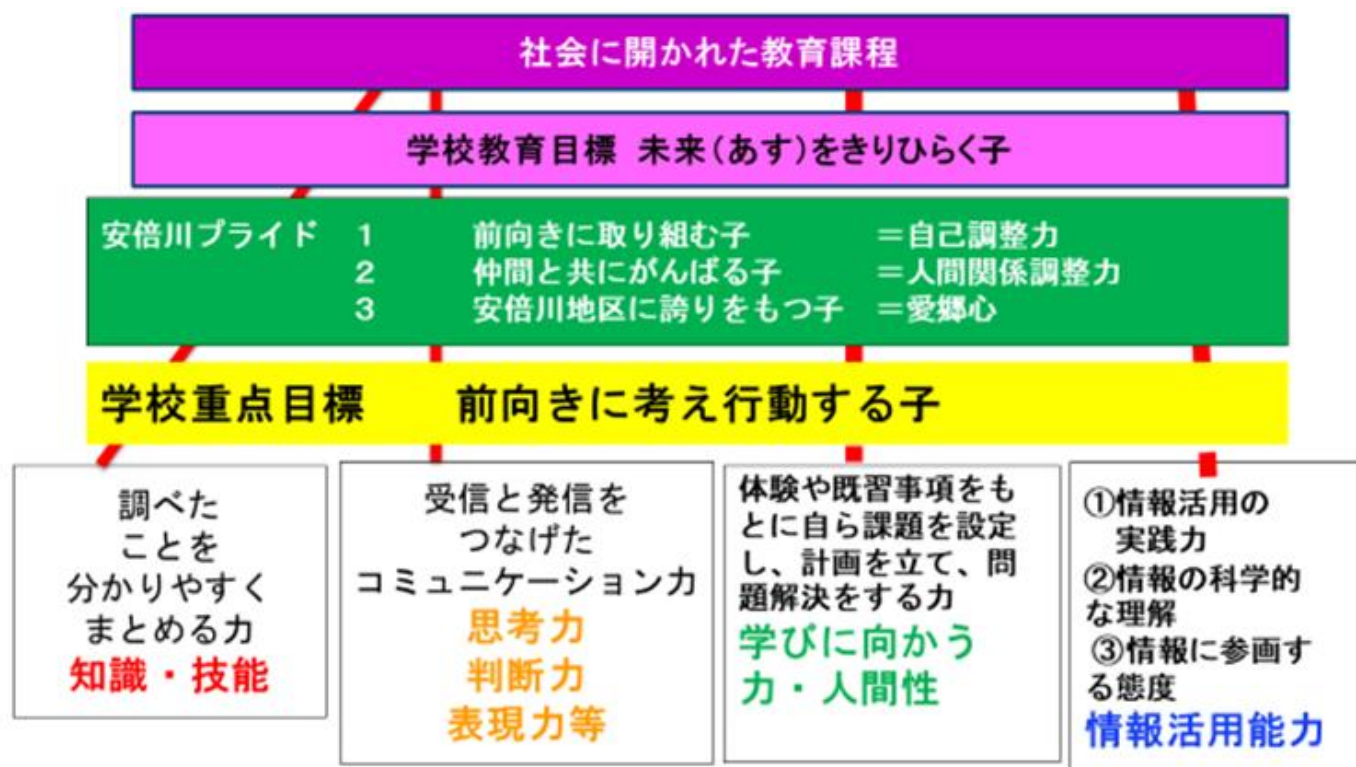 社会に開かれた教育課程
学校教育目標 未来(あす)をきりひらく子
安倍川プライド 1 前向きに取り組む子 =自己調整力
2 仲間と共にがんばる子 =人間関係調整力
3 安倍川地区に誇りをもつ子 =愛郷心
学校重点目標 前向きに考え行動する子
調べた
ことを
分かりやすく
まとめる力
知識・技能
受信と発信を
つなげた
コミュニケーション力
思考力
判断力
表現力等
体験や既習事項をも
とに自ら課題を設定
し、計画を立て、問
題解決をする力
学びに向かう
力・人間性
①情報活用の
実践力
②情報の科学的
な理解
③情報に参画す
る態度
情報活用能力